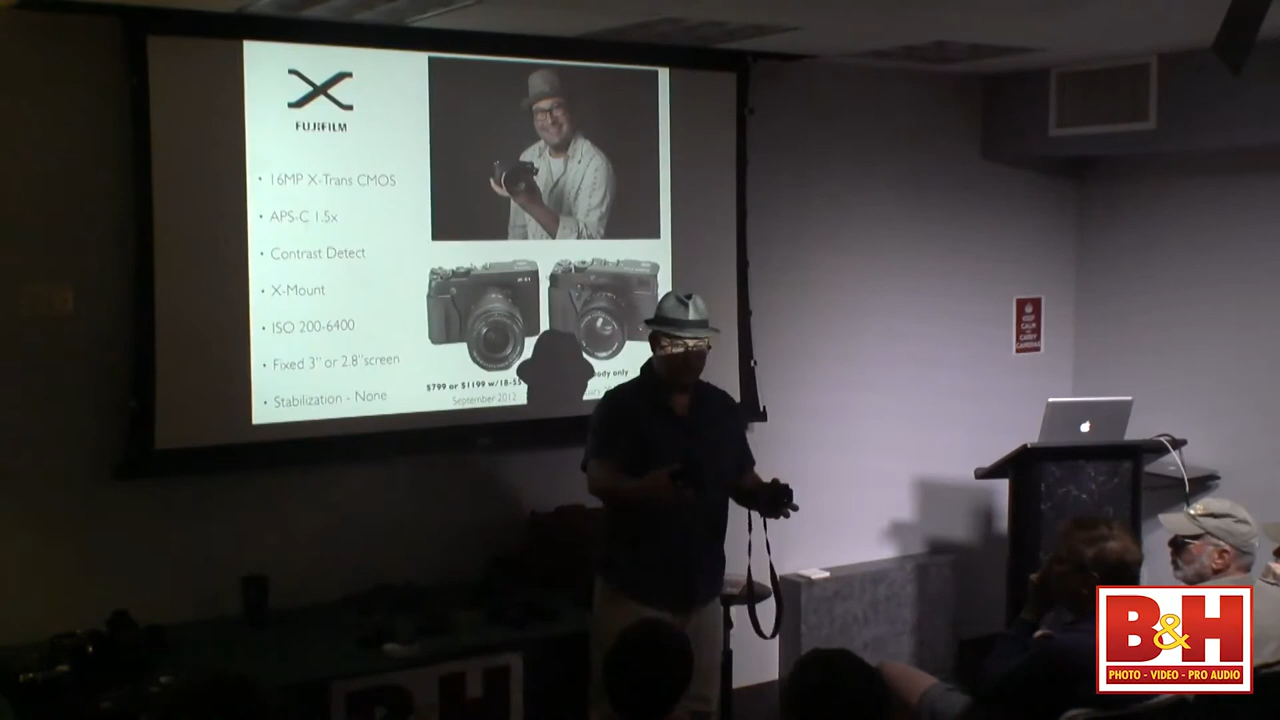 FUJIFILM
• 16MP X-Trans CMOS
• APS-C 1.5x
• Contrast Detect
• X-Mount
• ISO 200-6400
• Fixed 3" or 2.8"screen
• Stabilization - None
$799 or $1199 w/18-55
body only
September 2012
KEEP
CALM
AND
CARRY
CAMERAS
B&H
PHOTO - VIDEO - PRO AUDIO
B H